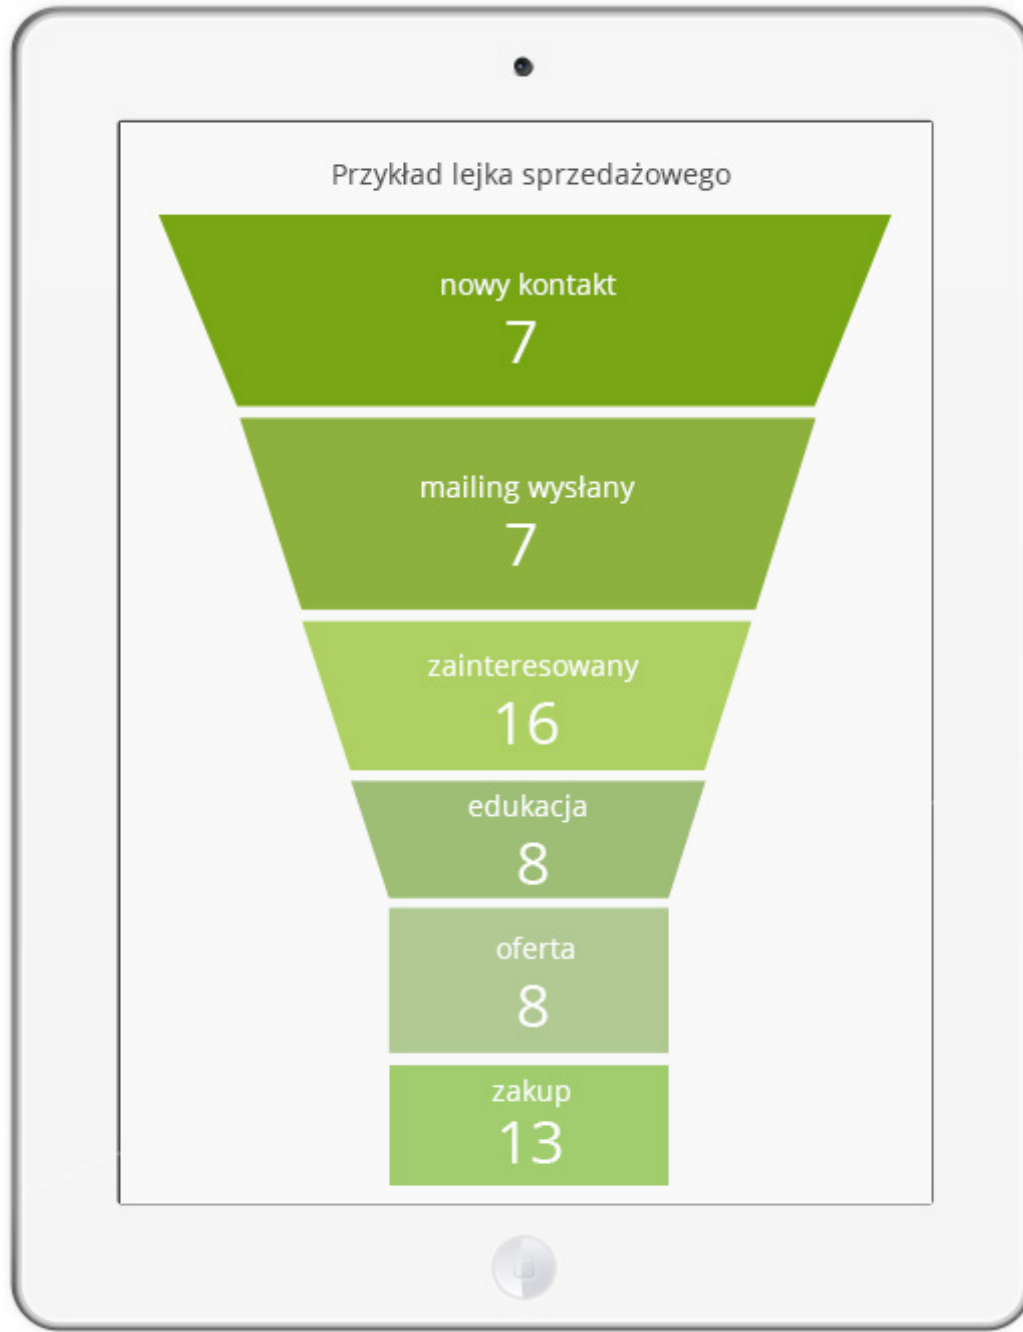 Przykład lejka sprzedażowego
nowy kontakt
7
mailing wysłany
7
zainteresowany
16
edukacja
8
oferta
8
zakup
13